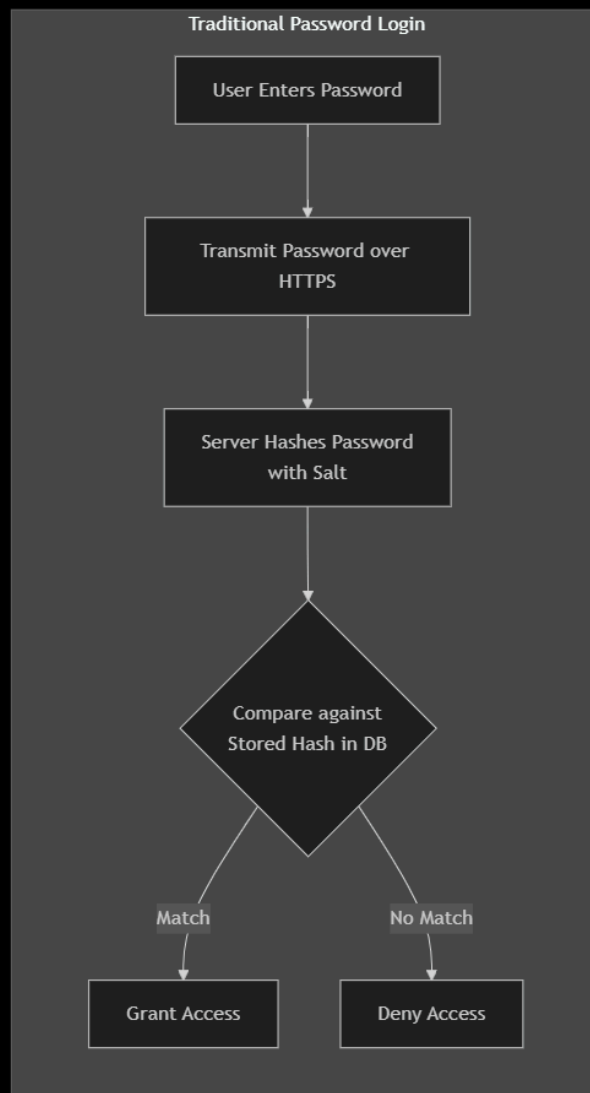 Traditional Password Login
User Enters Password
Transmit Password over
HTTPS
Server Hashes Password
with Salt
Compare against
Stored Hash in DB
Match
No Match
Grant Access
Deny Access